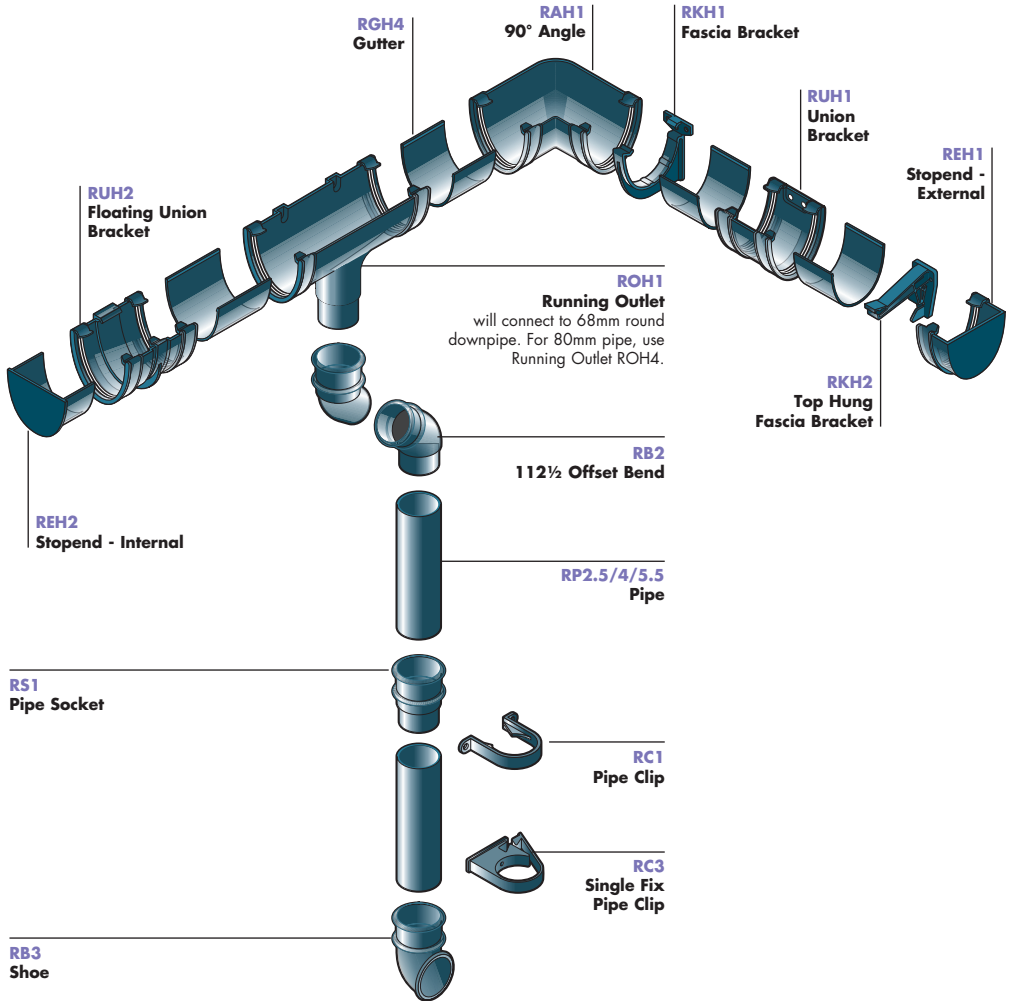 RGH4
Gutter
RAH1
90° Angle
RKH1
Fascia Bracket
RUH1
Union
Bracket
REH1
Stopend -
External
RUH2
Floating Union
Bracket
ROH1
Running Outlet
will connect to 68mm round
downpipe. For 80mm pipe, use
Running Outlet ROH4.
RKH2
Top Hung
Fascia Bracket
RB2
112½ Offset Bend
REH2
Stopend - Internal
RP2.5/4/5.5
Pipe
RS1
Pipe Socket
RC1
Pipe Clip
RC3
Single Fix
Pipe Clip
RB3
Shoe